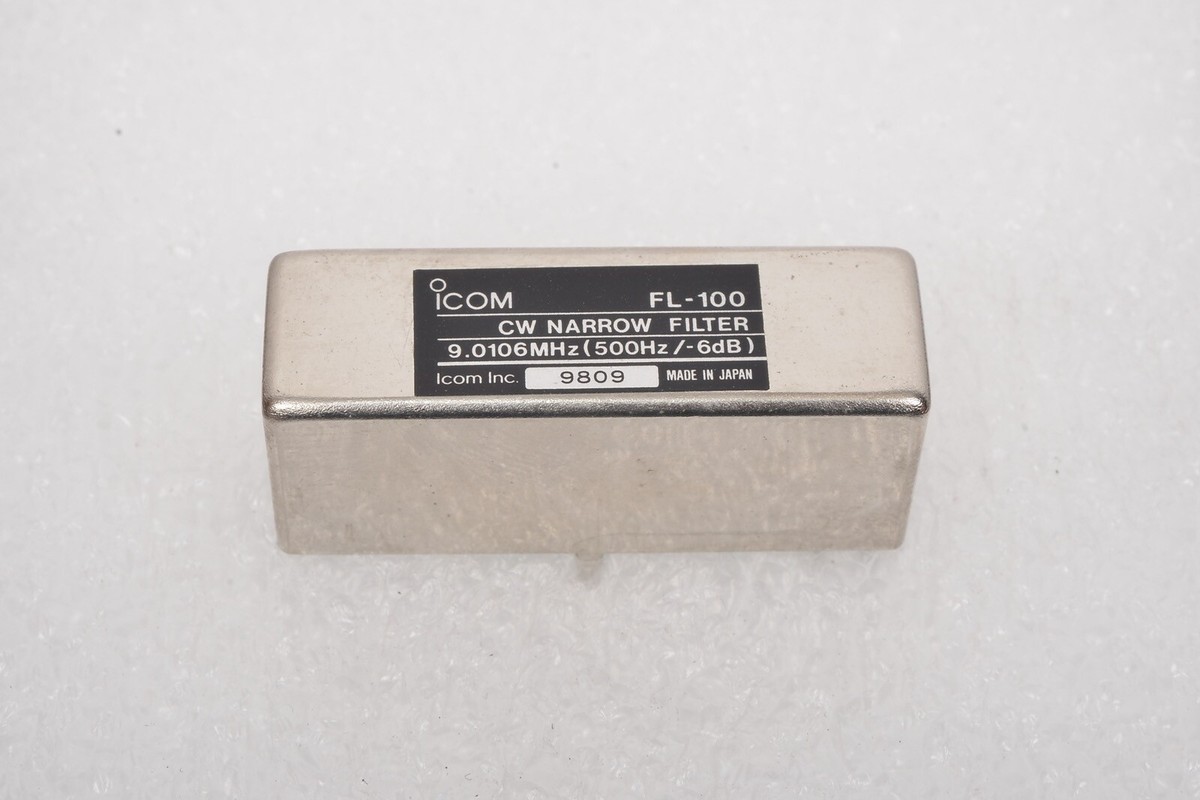 ICOM FL-100
CW NARROW FILTER
9.0106MHz (500Hz/-6dB)
Icom Inc. 9809 MADE IN JAPAN